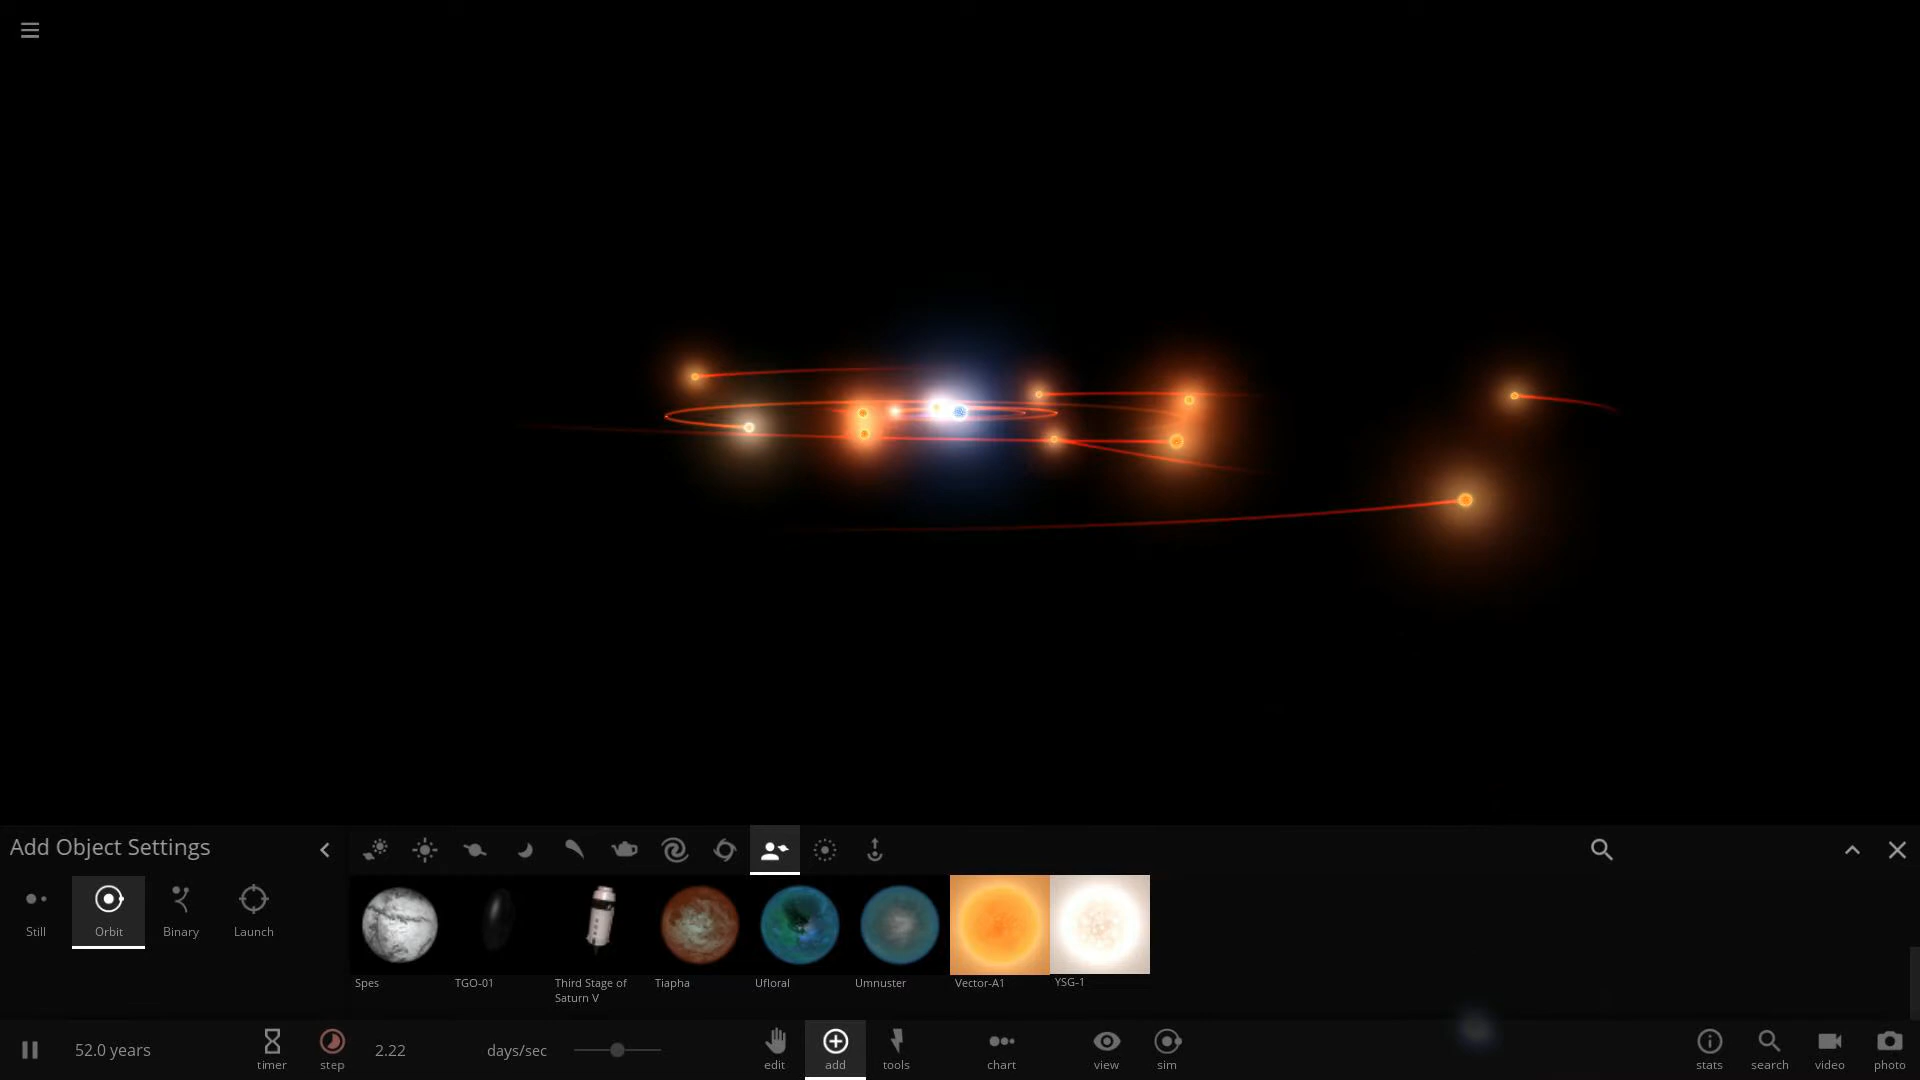 Add Object Settings
Still
Orbit
Binary
Launch
Spes
TGO-01
Third Stage of
Saturn V
Tiapha
Ufloral
Umnuster
Vector-A1
YSG-1
52.0 years
timer
step
2.22
days/sec
edit
add
tools
chart
view
sim
stats
search
video
photo